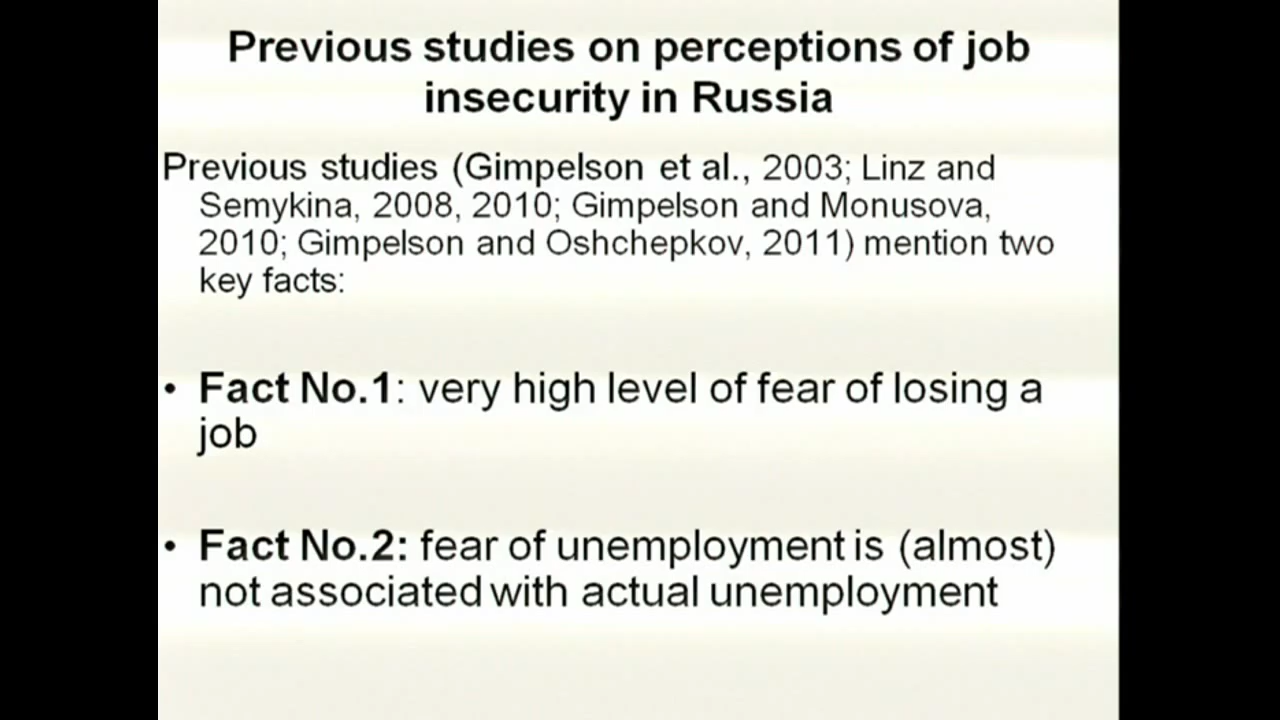 Previous studies on perceptions of job
insecurity in Russia
Previous studies (Gimpelson et al., 2003; Linz and
Semykina, 2008, 2010; Gimpelson and Monusova,
2010; Gimpelson and Oshchepkov, 2011) mention two
key facts:
• Fact No.1: very high level of fear of losing a
job
• Fact No.2: fear of unemployment is (almost)
not associated with actual unemployment